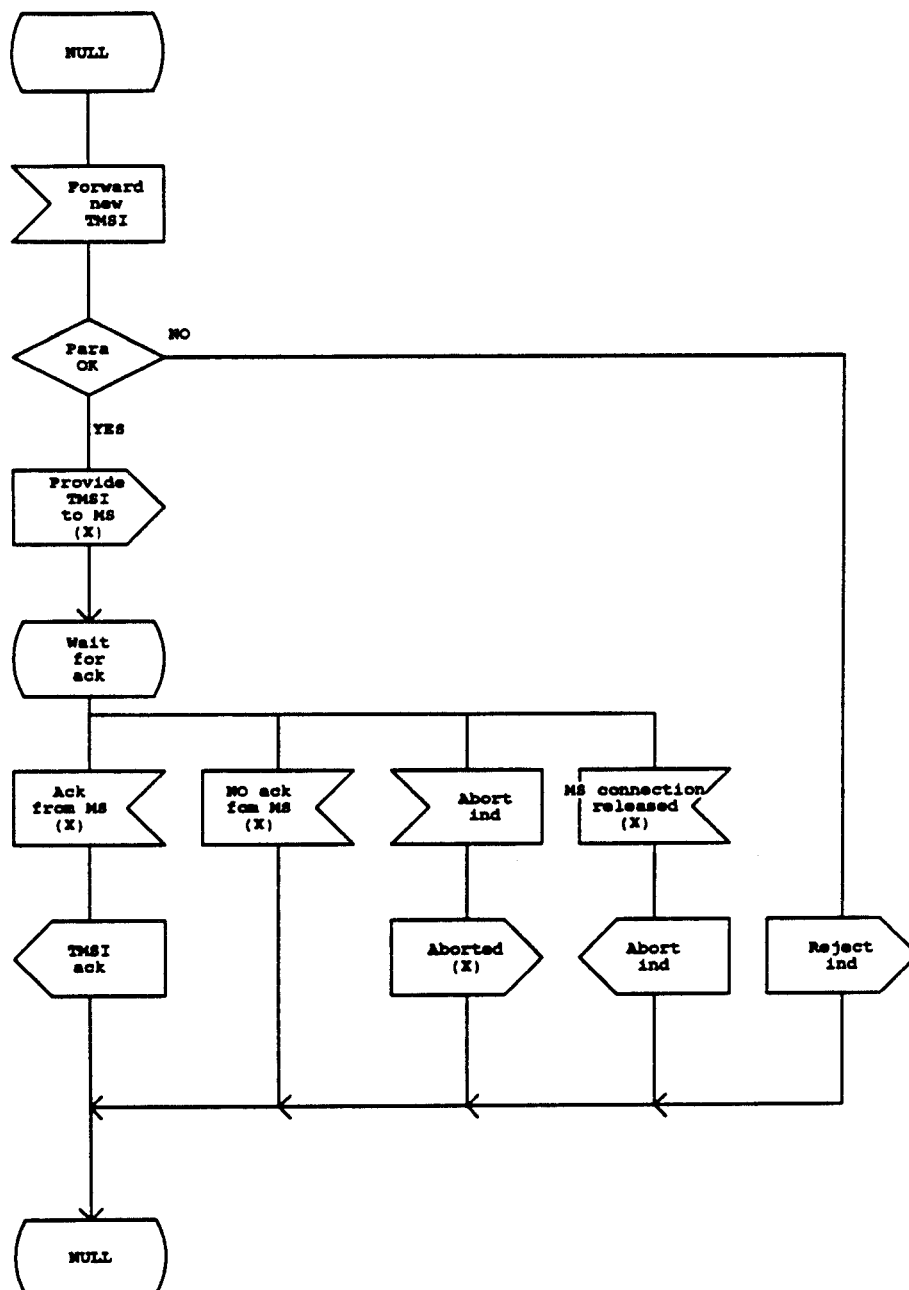 NULL
Forward
new
TMSI
Para
OK
NO
YES
Provide
TMSI
to MS
(X)
Wait
for
ack
Ack
from MS
(X)
NO ack
fom MS
(X)
Abort
ind
MS connection
released
(X)
TMSI
ack
Aborted
(X)
Abort
ind
Reject
ind
NULL